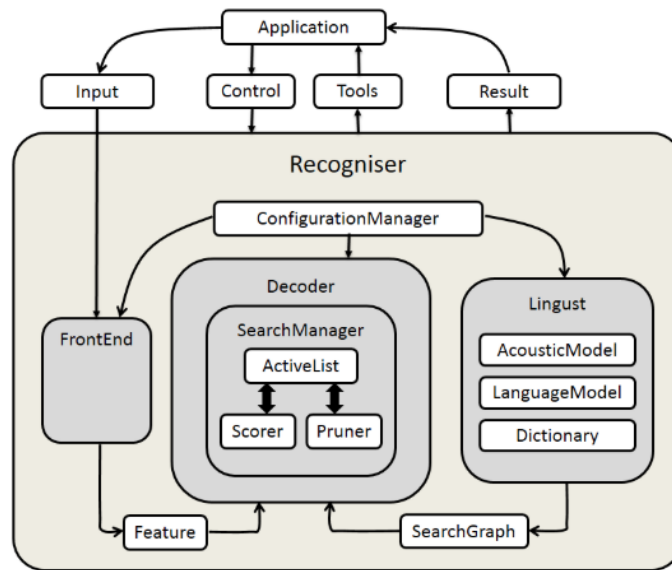 Application
Input
Control
Tools
Result
Recogniser
ConfigurationManager
Decoder
Lingust
SearchManager
FrontEnd
ActiveList
AcousticModel
LanguageModel
Scorer
Pruner
Dictionary
Feature
SearchGraph